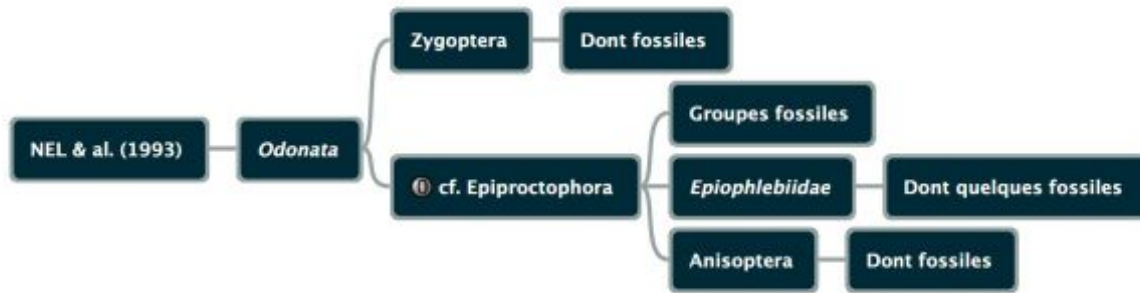 Zygoptera
Dont fossiles
NEL & al. (1993)
Odonata
Groupes fossiles
cf. Epiproctophora
Epiophlebiidae
Dont quelques fossiles
Anisoptera
Dont fossiles